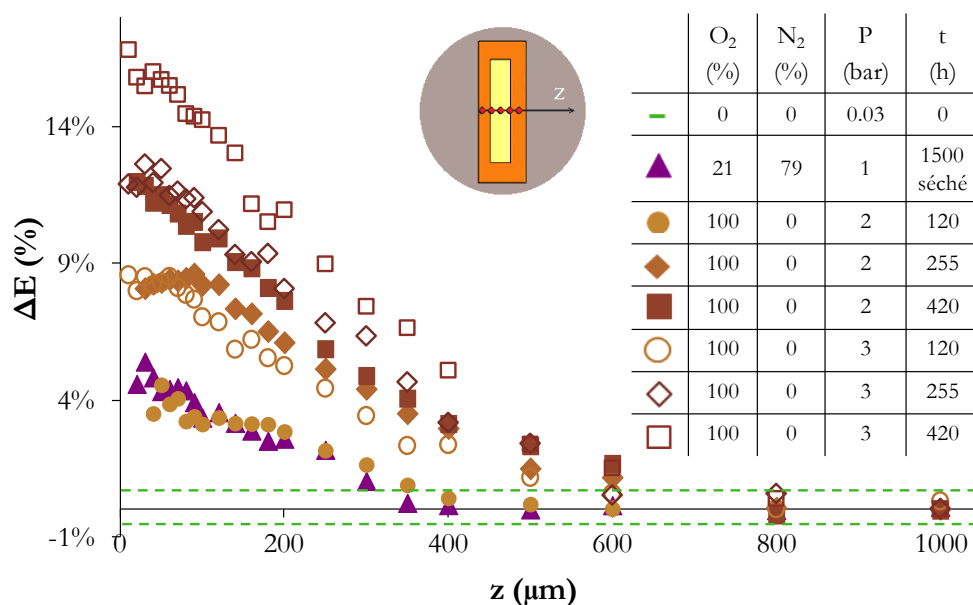 O₂ N₂ P t
(%) (%) (bar) (h)
0 0 0.03 0
21 79 1 1500 séché
100 0 2 120
100 0 2 255
100 0 2 420
100 0 3 120
100 0 3 255
100 0 3 420
z
ΔE (%)
14%
9%
4%
-1%
0 200 400 600 800 1000
z (µm)